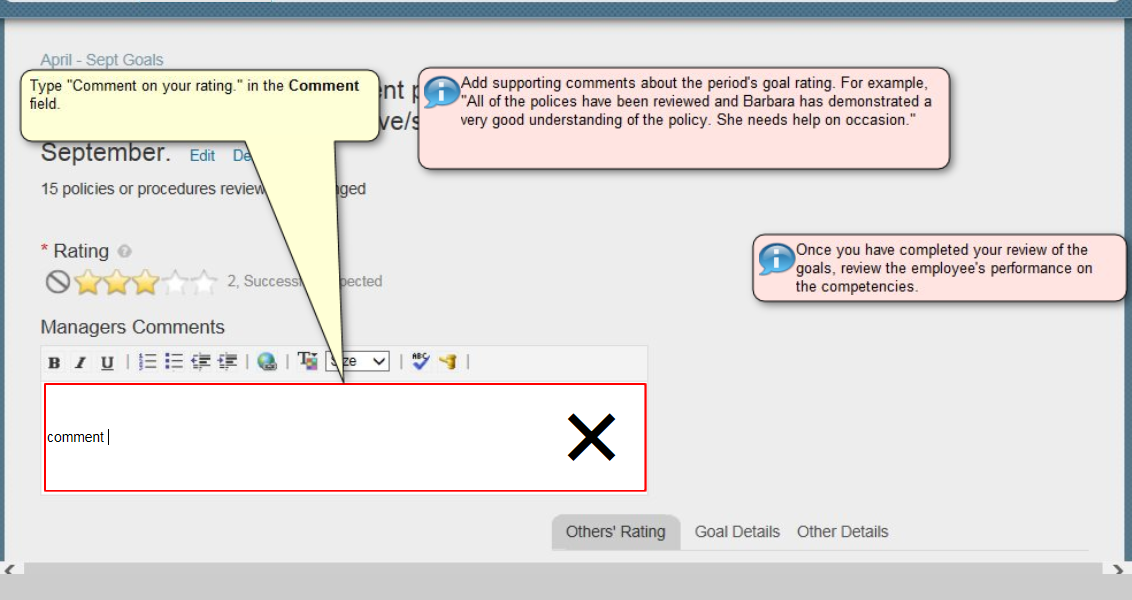 April - Sept Goals
Type "Comment on your rating." in the Comment
field.
Add supporting comments about the period's goal rating. For example,
"All of the polices have been reviewed and Barbara has demonstrated a
very good understanding of the policy. She needs help on occasion."
September. Edit
15 policies or procedures
* Rating
2,
Once you have completed your review of the
goals, review the employee's performance on
the competencies.
Managers Comments
B I U
ABC
comment
Others' Rating Goal Details Other Details